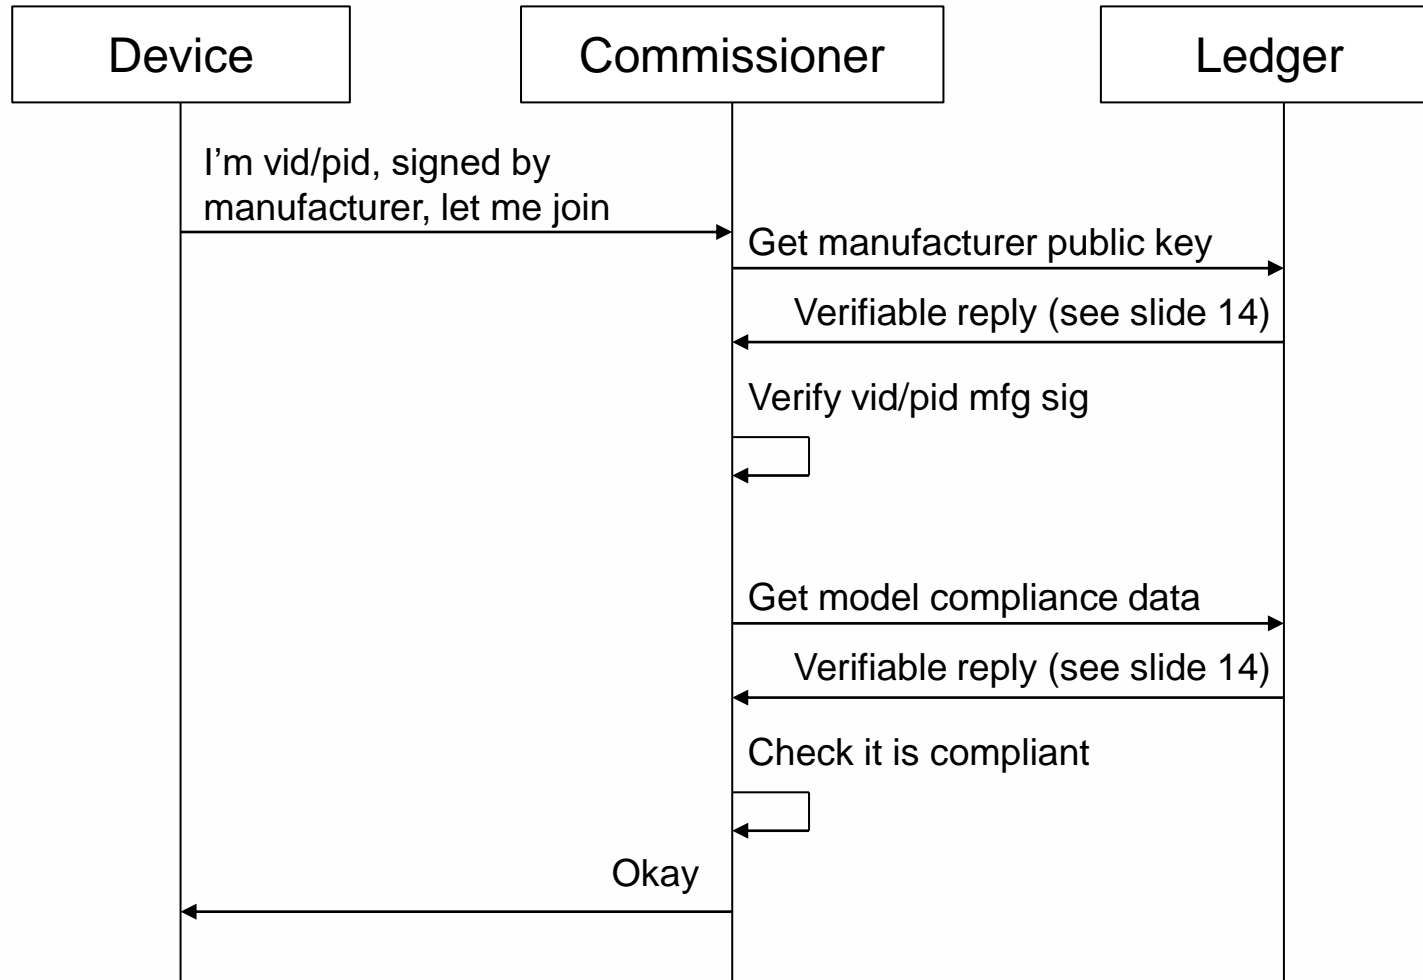 Device
Commissioner
Ledger
I’m vid/pid, signed by
manufacturer, let me join
Get manufacturer public key
Verifiable reply (see slide 14)
Verify vid/pid mfg sig
Get model compliance data
Verifiable reply (see slide 14)
Check it is compliant
Okay